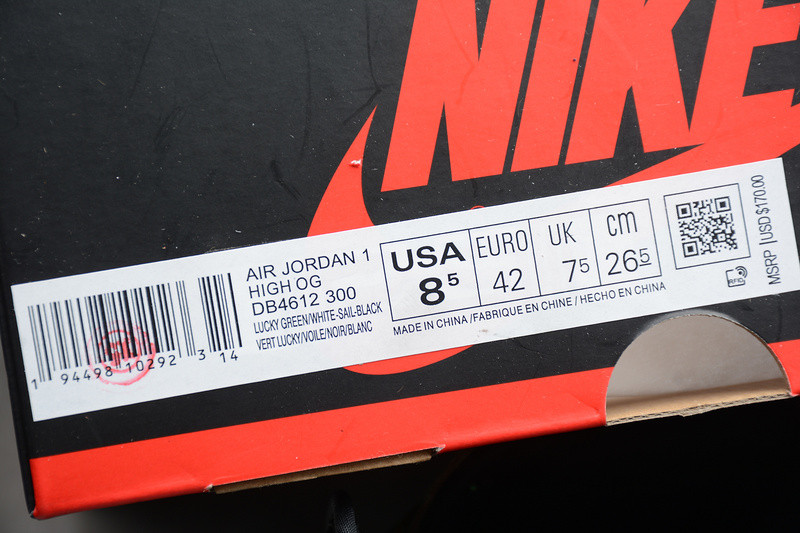 NIKE
AIR JORDAN 1
HIGH OG
DB4612 300
LUCKY GREEN/WHITE-SAIL-BLACK
VERT LUCKY/VOILE/NOIR/BLANC
1 94498 10292 3 14
USA
8⁵
EURO
42
UK
7⁵
cm
26⁵
MADE IN CHINA / FABRIQUE EN CHINE / HECHO EN CHINA
RFID
MSRP |USD $170.00